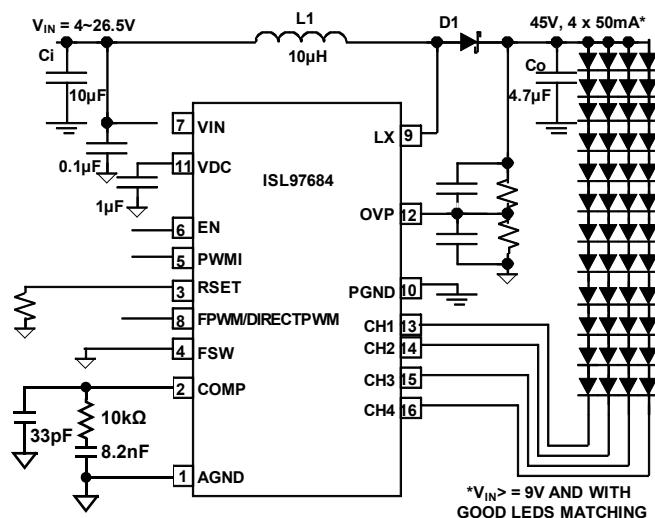 V_IN = 4~26.5V
L1
10µH
D1
45V, 4 x 50mA*
Ci
10µF
Co
4.7µF
0.1µF
1µF
ISL97684
7 VIN
11 VDC
6 EN
5 PWMI
3 RSET
8 FPWM/DIRECTPWM
4 FSW
2 COMP
1 AGND
LX 9
OVP 12
PGND 10
CH1 13
CH2 14
CH3 15
CH4 16
33pF
10kΩ
8.2nF
*V_IN> = 9V AND WITH
GOOD LEDS MATCHING